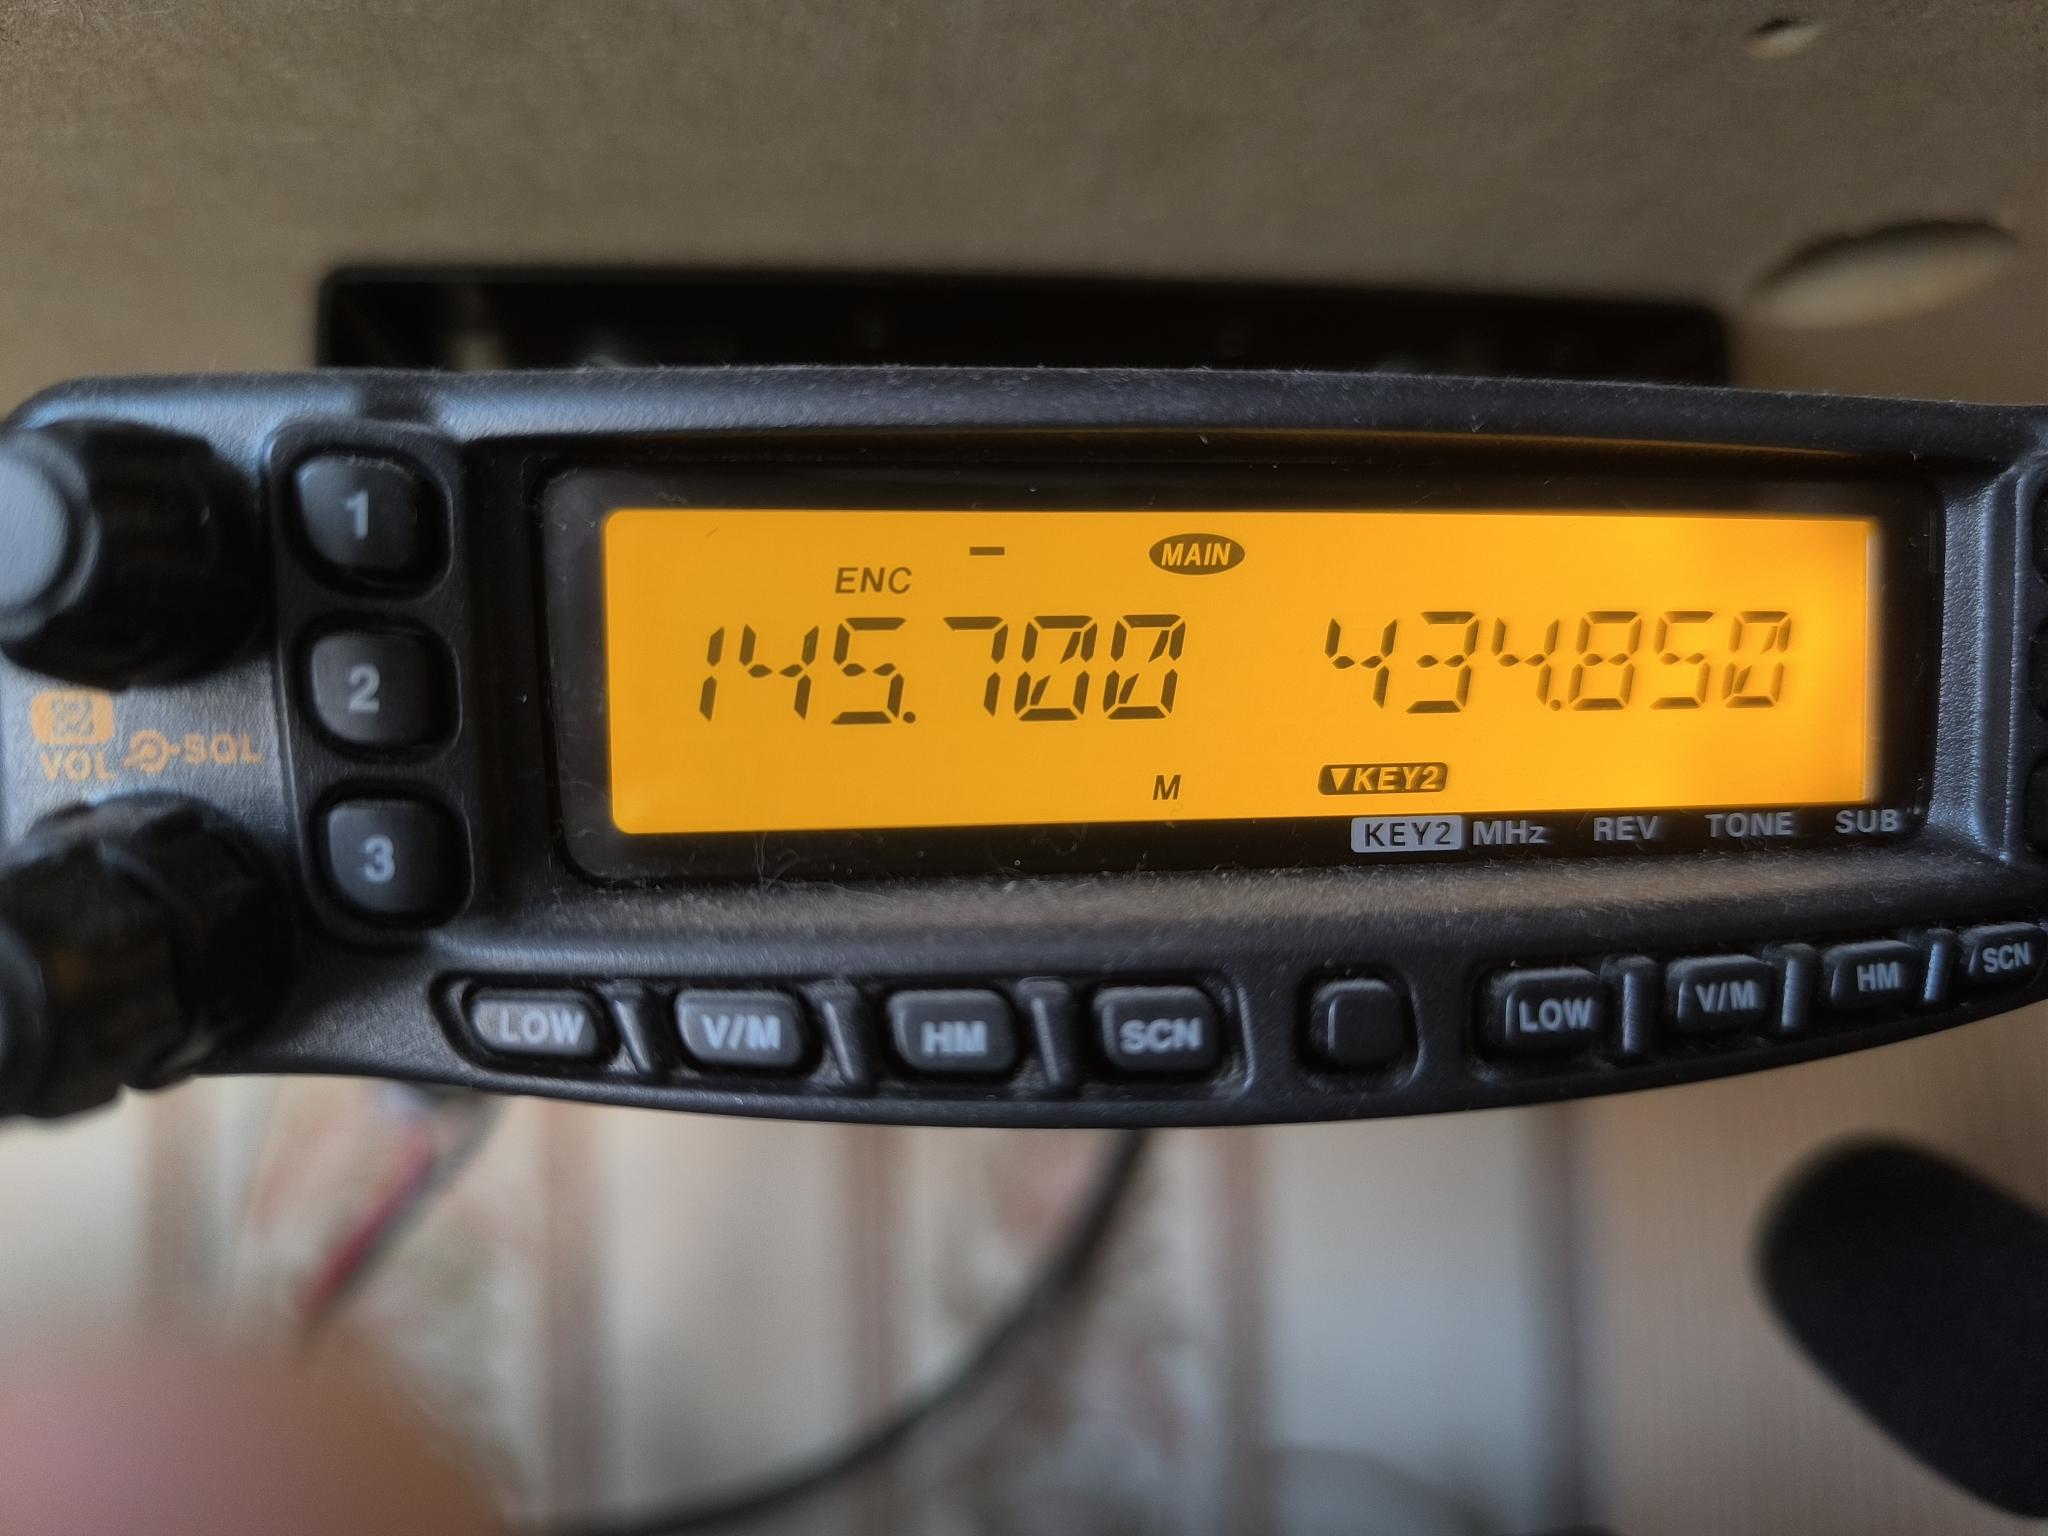 1
2
3
VOL SQL
– MAIN
ENC
145.700 434.850
M ▼KEY2
KEY2 MHz REV TONE SUB
LOW V/M HM SCN LOW V/M HM SCN